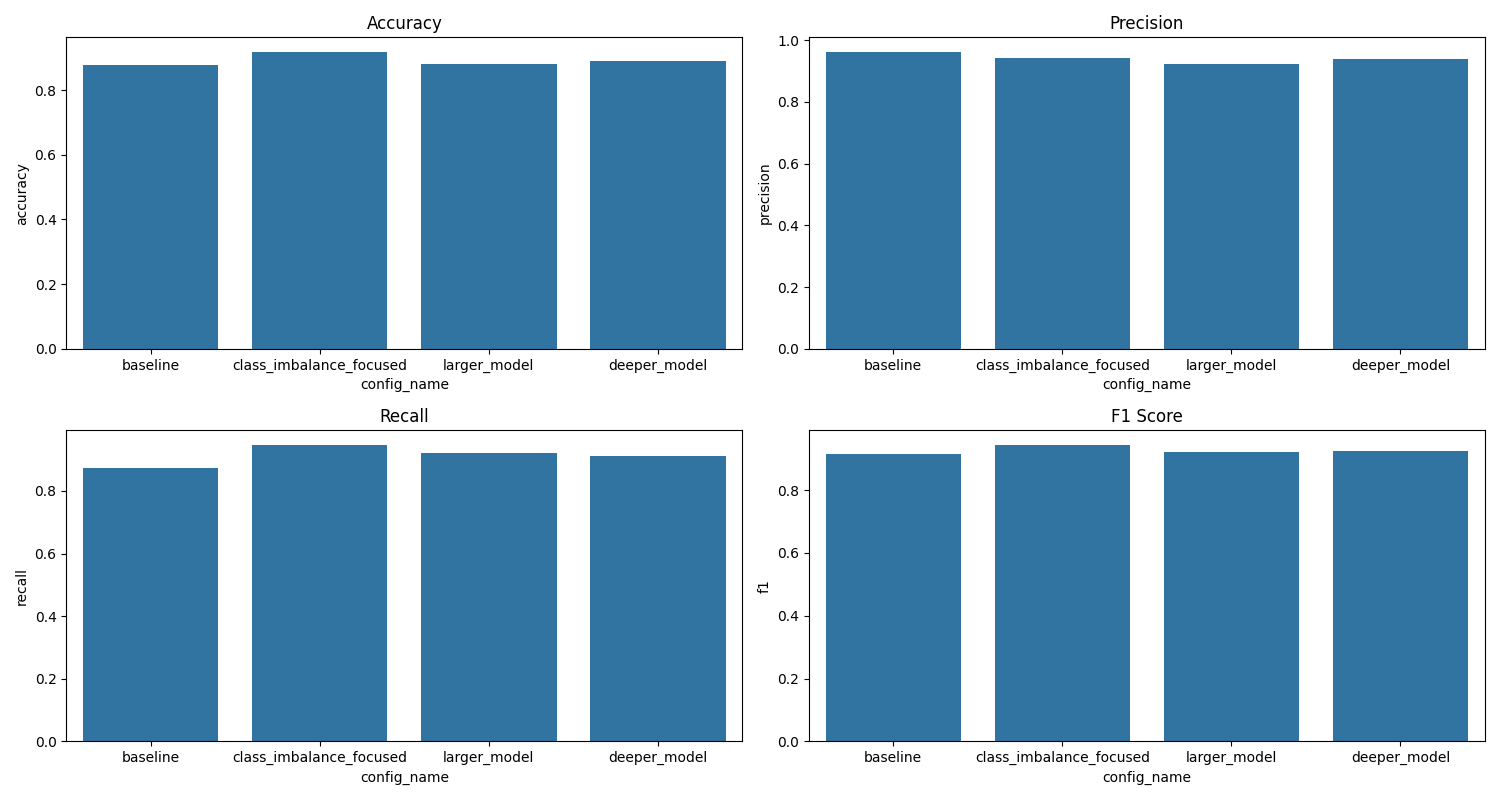 Accuracy
accuracy
0.8
0.6
0.4
0.2
0.0
baseline class_imbalance_focused larger_model deeper_model
config_name
Precision
precision
1.0
0.8
0.6
0.4
0.2
0.0
baseline class_imbalance_focused larger_model deeper_model
config_name
Recall
recall
0.8
0.6
0.4
0.2
0.0
baseline class_imbalance_focused larger_model deeper_model
config_name
F1 Score
f1
0.8
0.6
0.4
0.2
0.0
baseline class_imbalance_focused larger_model deeper_model
config_name